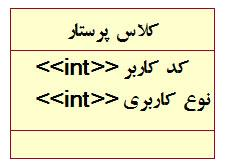 کلاس پرستار
کد کاربر <<int>>
نوع کاربری <<int>>